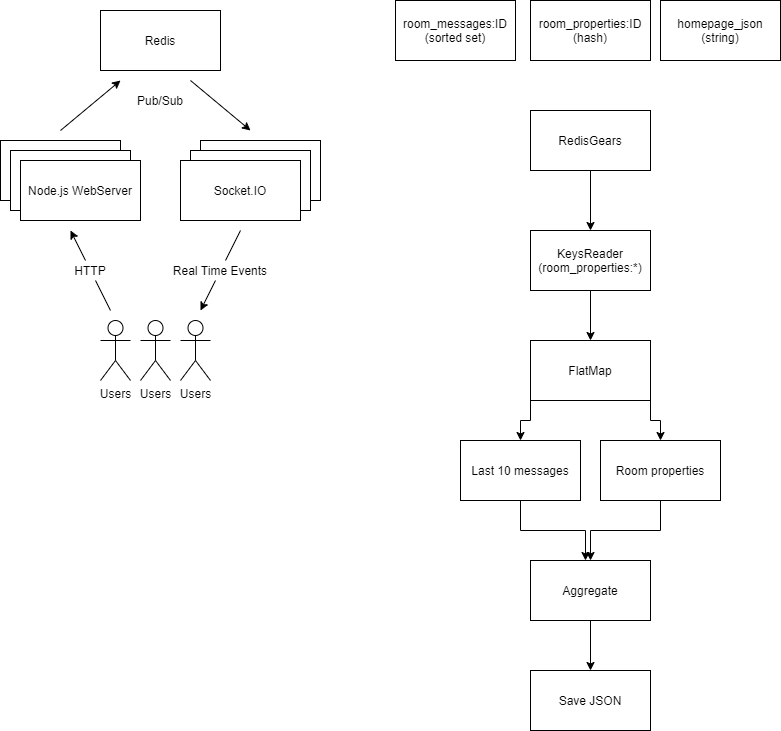 Redis
Pub/Sub
Node.js WebServer
Socket.IO
HTTP
Real Time Events
Users
Users
Users
room_messages:ID
(sorted set)
room_properties:ID
(hash)
homepage_json
(string)
RedisGears
KeysReader
(room_properties:*)
FlatMap
Last 10 messages
Room properties
Aggregate
Save JSON